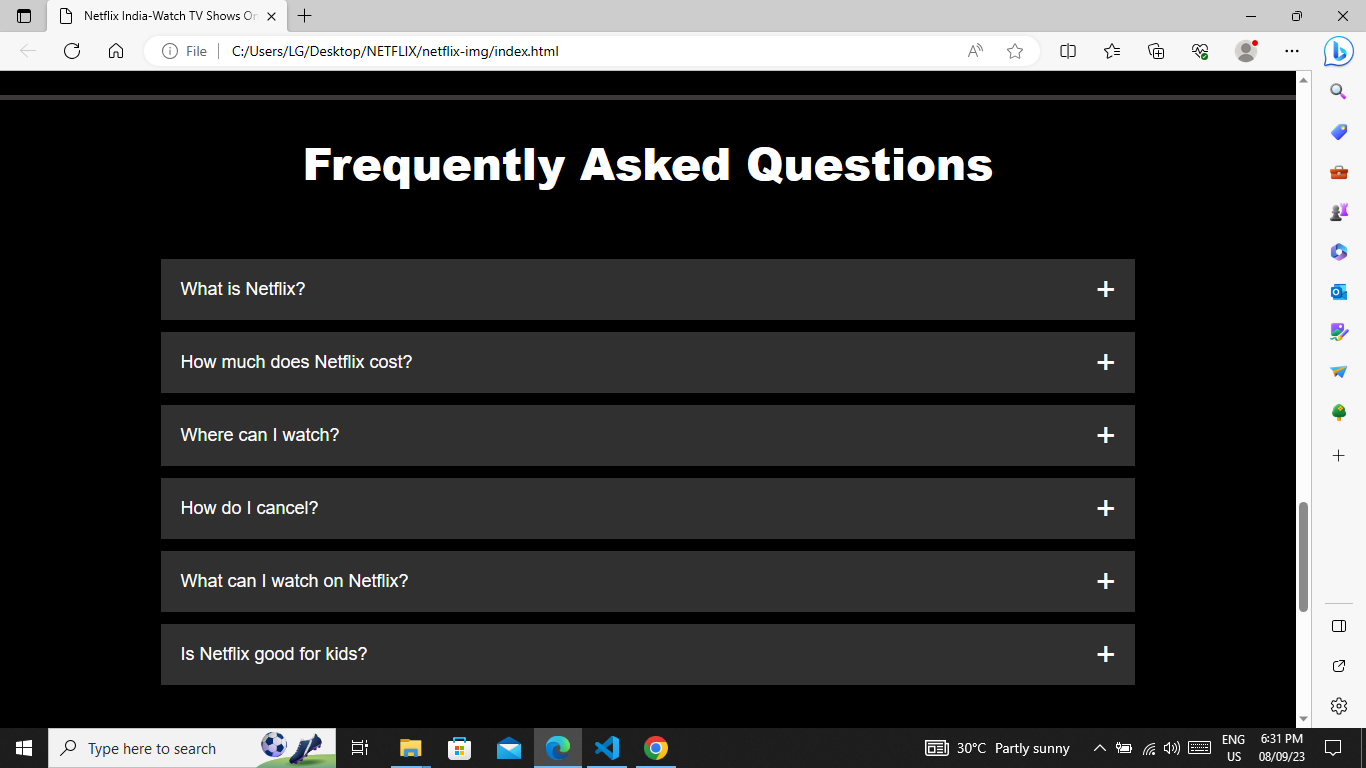 Netflix India-Watch TV Shows On
File
C:/Users/LG/Desktop/NETFLIX/netflix-img/index.html
Frequently Asked Questions
What is Netflix?
How much does Netflix cost?
Where can I watch?
How do I cancel?
What can I watch on Netflix?
Is Netflix good for kids?
Type here to search
30°C Partly sunny
ENG
US
6:31 PM
08/09/23